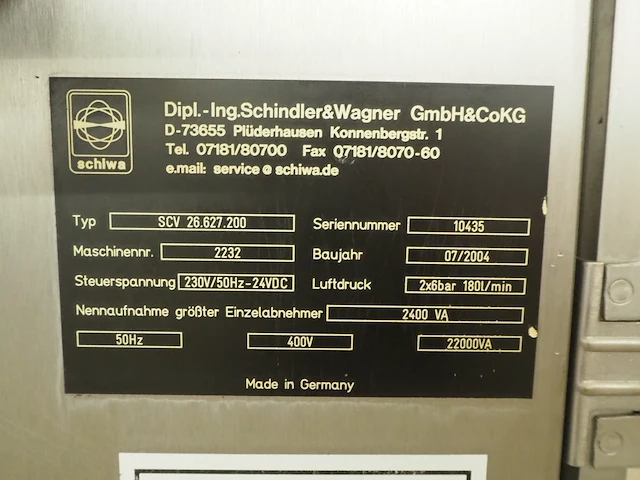 schiwa
Dipl.-Ing.Schindler&Wagner GmbH&CoKG
D-73655 Plüderhausen Konnenbergstr. 1
Tel. 07181/80700 Fax 07181/8070-60
e.mail: service@schiwa.de
Typ SCV 26.627.200 Seriennummer 10435
Maschinennr. 2232 Baujahr 07/2004
Steuerspannung 230V/50Hz-24VDC Luftdruck 2x6bar 180l/min
Nennaufnahme größter Einzelabnehmer 2400 VA
50Hz 400V 22000VA
Made in Germany